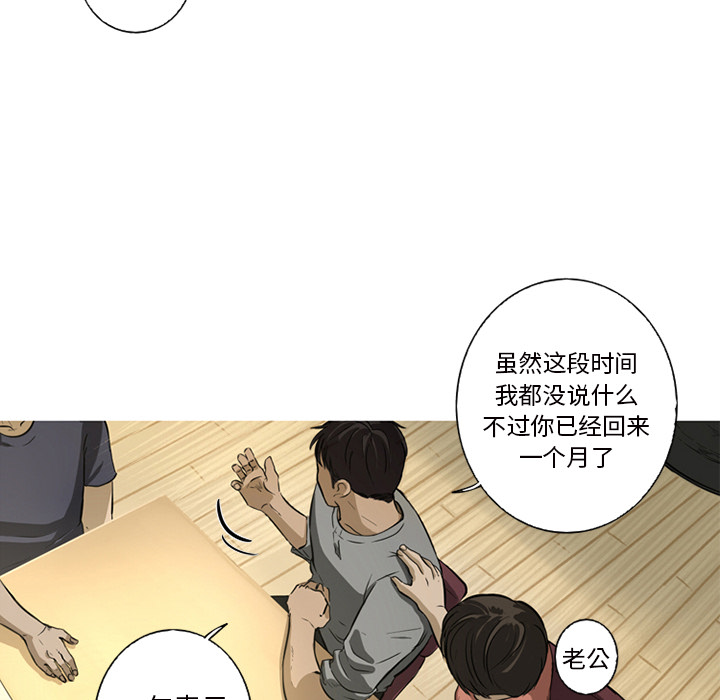 虽然这段时间
我都没说什么
不过你已经回来
一个月了
老公